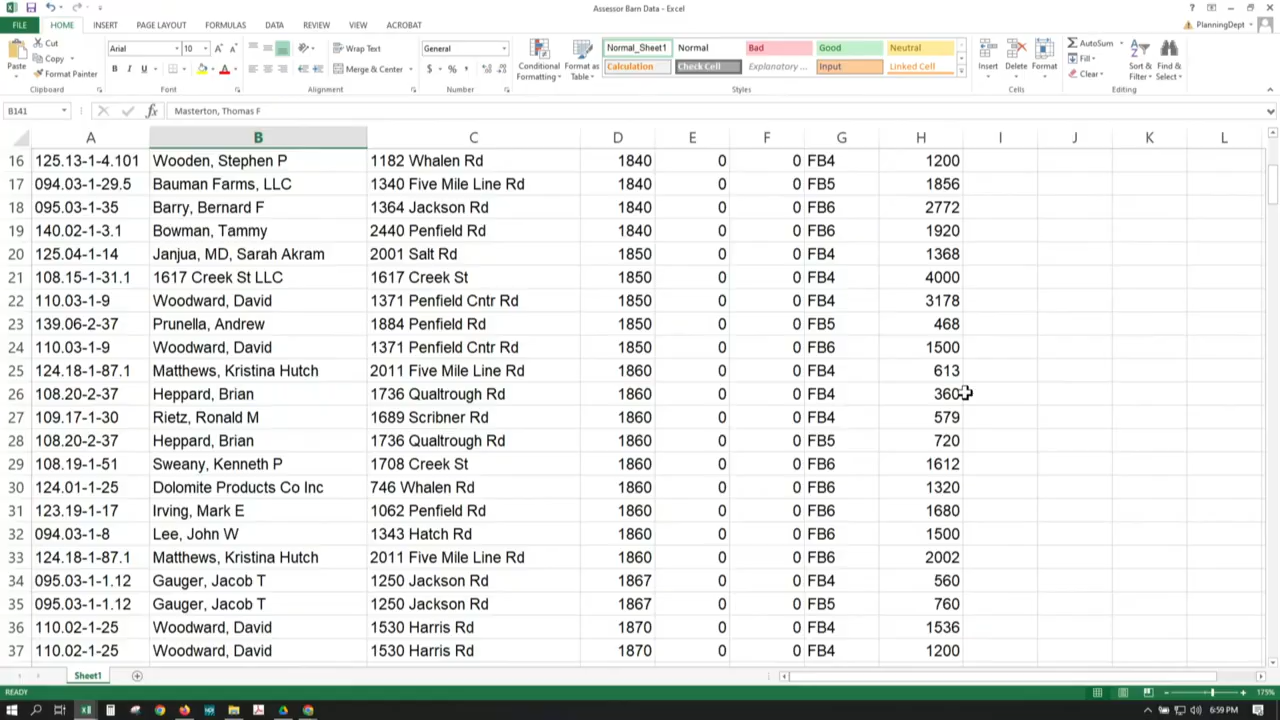 Assessor Barn Data - Excel
FILE HOME INSERT PAGE LAYOUT FORMULAS DATA REVIEW VIEW ACROBAT PlanningDept
Cut
Copy
Format Painter
Paste
Clipboard
Arial 10
B I U
Font
Wrap Text
Merge & Center
Alignment
General
$ % ,
Number
Conditional Formatting
Format as Table
Normal_Sheet1 Normal Bad Good Neutral
Calculation Check Cell Explanatory ... Input Linked Cell
Styles
Insert Delete Format
Cells
AutoSum
Fill
Clear
Sort & Filter
Find & Select
Editing
B141 fx Masterton, Thomas F
A B C D E F G H I J K L
16 125.13-1-4.101 Wooden, Stephen P 1182 Whalen Rd 1840 0 0 FB4 1200
17 094.03-1-29.5 Bauman Farms, LLC 1340 Five Mile Line Rd 1840 0 0 FB5 1856
18 095.03-1-35 Barry, Bernard F 1364 Jackson Rd 1840 0 0 FB6 2772
19 140.02-1-3.1 Bowman, Tammy 2440 Penfield Rd 1840 0 0 FB6 1920
20 125.04-1-14 Janjua, MD, Sarah Akram 2001 Salt Rd 1850 0 0 FB4 1368
21 108.15-1-31.1 1617 Creek St LLC 1617 Creek St 1850 0 0 FB4 4000
22 110.03-1-9 Woodward, David 1371 Penfield Cntr Rd 1850 0 0 FB4 3178
23 139.06-2-37 Prunella, Andrew 1884 Penfield Rd 1850 0 0 FB5 468
24 110.03-1-9 Woodward, David 1371 Penfield Cntr Rd 1850 0 0 FB6 1500
25 124.18-1-87.1 Matthews, Kristina Hutch 2011 Five Mile Line Rd 1860 0 0 FB4 613
26 108.20-2-37 Heppard, Brian 1736 Qualtrough Rd 1860 0 0 FB4 360
27 109.17-1-30 Rietz, Ronald M 1689 Scribner Rd 1860 0 0 FB4 579
28 108.20-2-37 Heppard, Brian 1736 Qualtrough Rd 1860 0 0 FB5 720
29 108.19-1-51 Sweany, Kenneth P 1708 Creek St 1860 0 0 FB6 1612
30 124.01-1-25 Dolomite Products Co Inc 746 Whalen Rd 1860 0 0 FB6 1320
31 123.19-1-17 Irving, Mark E 1062 Penfield Rd 1860 0 0 FB6 1680
32 094.03-1-8 Lee, John W 1343 Hatch Rd 1860 0 0 FB6 1500
33 124.18-1-87.1 Matthews, Kristina Hutch 2011 Five Mile Line Rd 1860 0 0 FB6 2002
34 095.03-1-1.12 Gauger, Jacob T 1250 Jackson Rd 1867 0 0 FB4 560
35 095.03-1-1.12 Gauger, Jacob T 1250 Jackson Rd 1867 0 0 FB5 760
36 110.02-1-25 Woodward, David 1530 Harris Rd 1870 0 0 FB4 1536
37 110.02-1-25 Woodward, David 1530 Harris Rd 1870 0 0 FB4 1200
Sheet1
READY 175%
6:59 PM